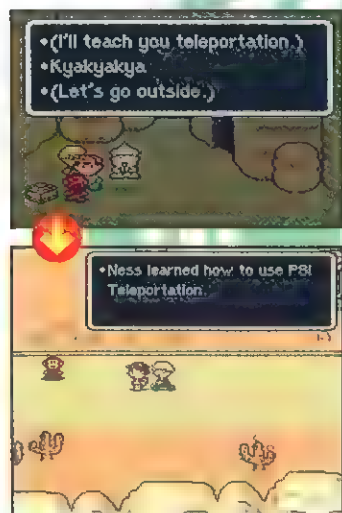 •(I'll teach you teleportation.)
•Kyakyakya
•(Let's go outside.)
•Ness learned how to use PSI
Teleportation.